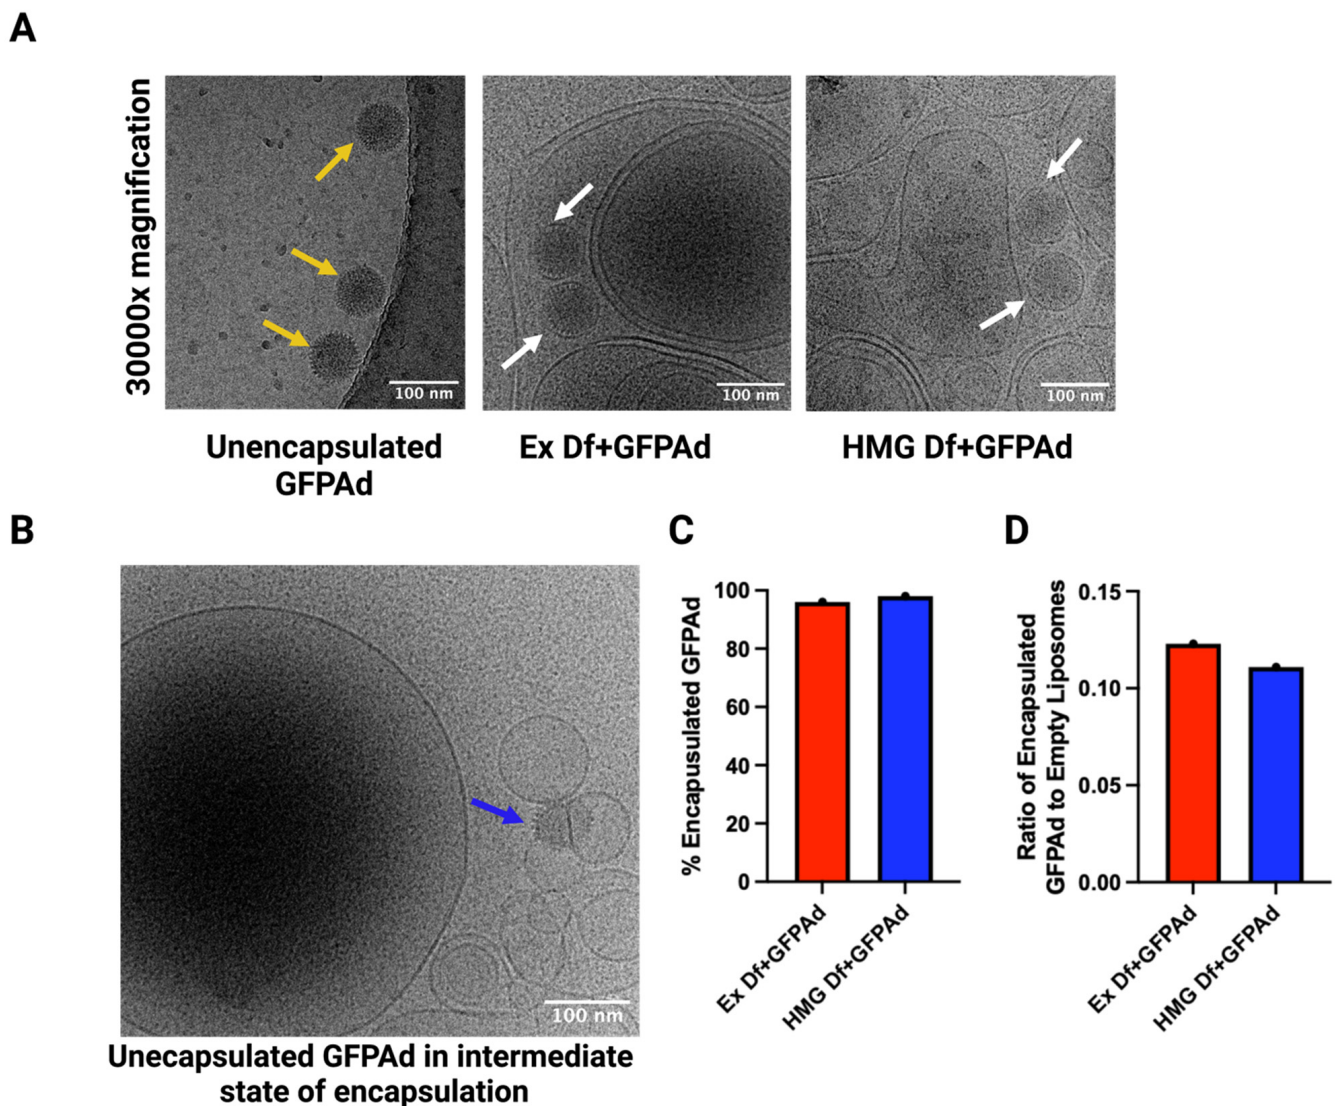 A
30000x magnification
100 nm
100 nm
100 nm
Unencapsulated
GFPAd
Ex Df+GFPAd
HMG Df+GFPAd
B
100 nm
Unecapsulated GFPAd in intermediate
state of encapsulation
C
% Encapusulated GFPAd
100
80
60
40
20
0
Ex Df+GFPAd
HMG Df+GFPAd
D
Ratio of Encapsulated
GFPAd to Empty Liposomes
0.15
0.10
0.05
0.00
Ex Df+GFPAd
HMG Df+GFPAd